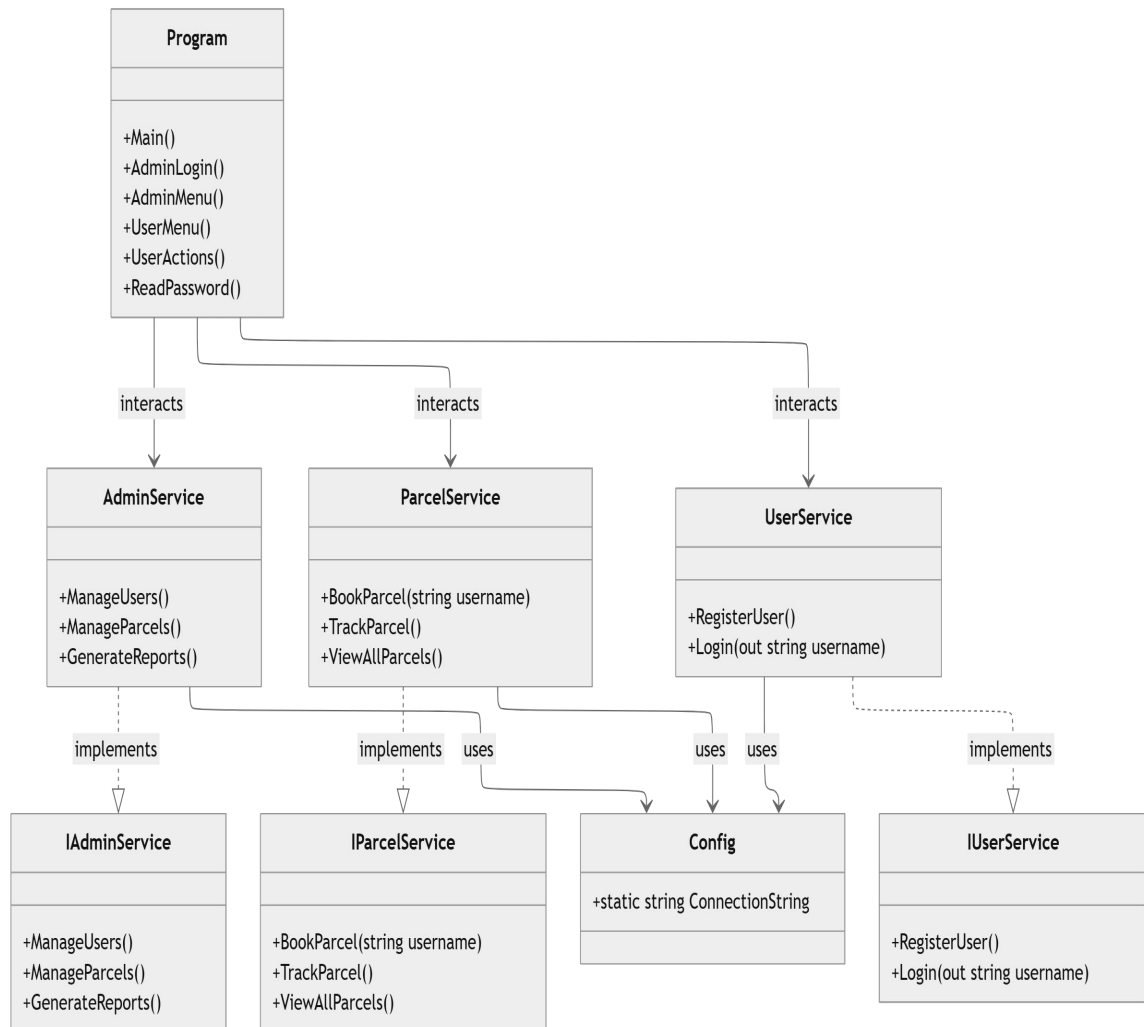 Program
+Main()
+AdminLogin()
+AdminMenu()
+UserMenu()
+UserActions()
+ReadPassword()
interacts
interacts
interacts
AdminService
+ManageUsers()
+ManageParcels()
+GenerateReports()
ParcelService
+BookParcel(string username)
+TrackParcel()
+ViewAllParcels()
UserService
+RegisterUser()
+Login(out string username)
implements
implements
uses
uses
uses
implements
IAdminService
+ManageUsers()
+ManageParcels()
+GenerateReports()
IParcelService
+BookParcel(string username)
+TrackParcel()
+ViewAllParcels()
Config
+static string ConnectionString
IUserService
+RegisterUser()
+Login(out string username)